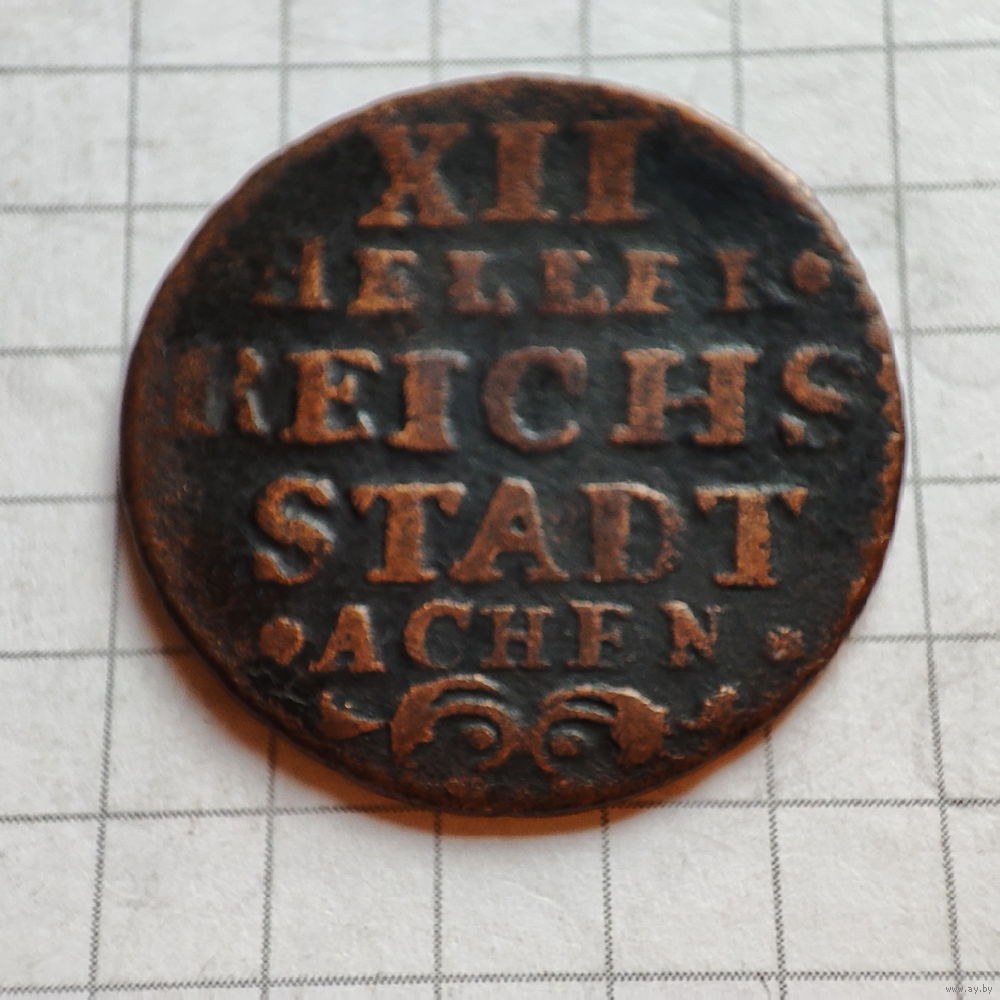 XII
HELLER •
REICHS
STADT
• ACHEN •
www.ay.by